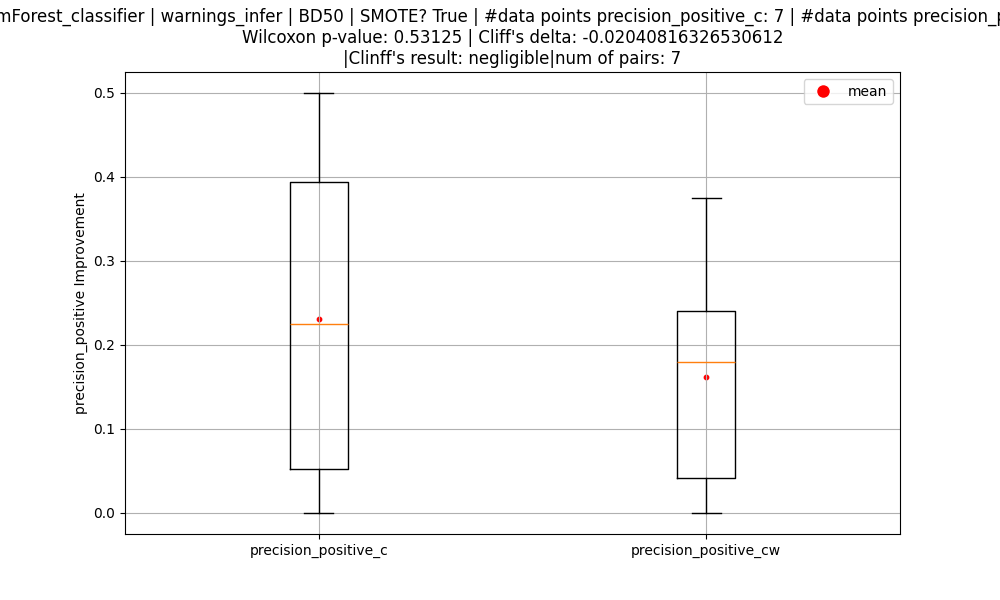 mForest_classifier | warnings_infer | BD50 | SMOTE? True | #data points precision_positive_c: 7 | #data points precision_p
Wilcoxon p-value: 0.53125 | Cliff's delta: -0.02040816326530612
|Clinff's result: negligible|num of pairs: 7
mean
precision_positive Improvement
0.5
0.4
0.3
0.2
0.1
0.0
precision_positive_c
precision_positive_cw